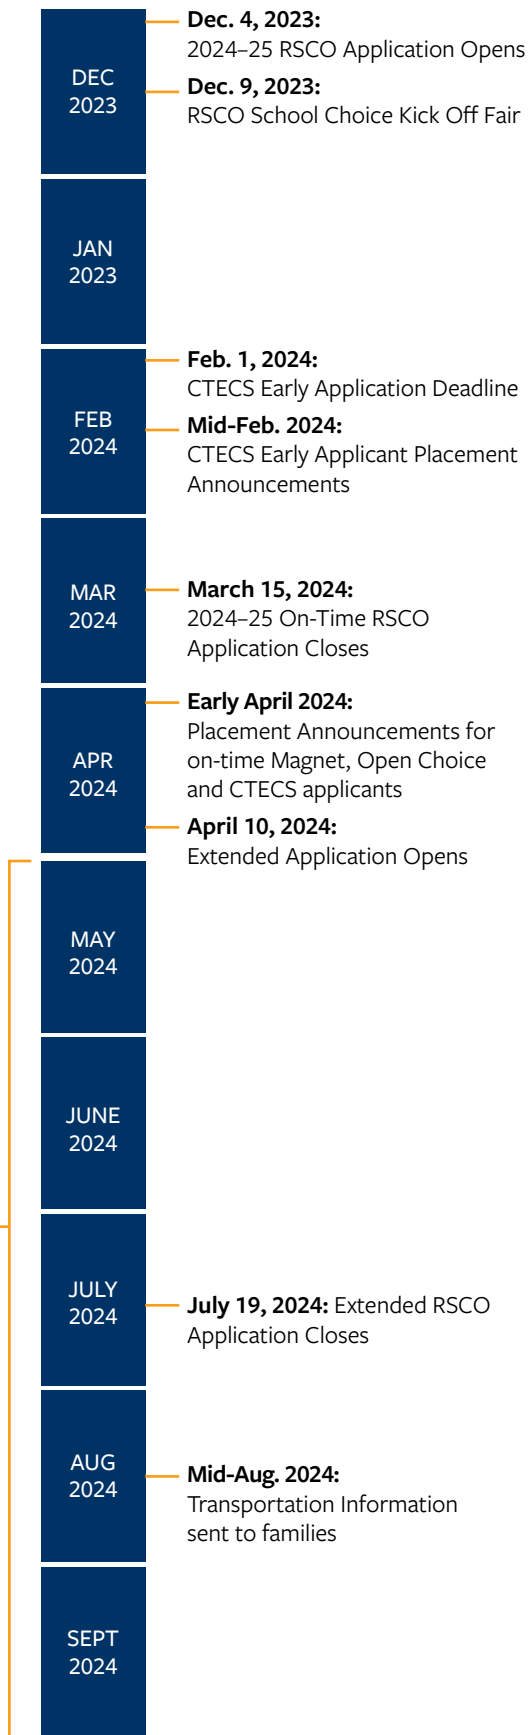 DEC
2023
Dec. 4, 2023:
2024–25 RSCO Application Opens
Dec. 9, 2023:
RSCO School Choice Kick Off Fair
JAN
2023
FEB
2024
Feb. 1, 2024:
CTECS Early Application Deadline
Mid-Feb. 2024:
CTECS Early Applicant Placement
Announcements
MAR
2024
March 15, 2024:
2024–25 On-Time RSCO
Application Closes
APR
2024
Early April 2024:
Placement Announcements for
on-time Magnet, Open Choice
and CTECS applicants
April 10, 2024:
Extended Application Opens
MAY
2024
JUNE
2024
JULY
2024
July 19, 2024: Extended RSCO
Application Closes
AUG
2024
Mid-Aug. 2024:
Transportation Information
sent to families
SEPT
2024